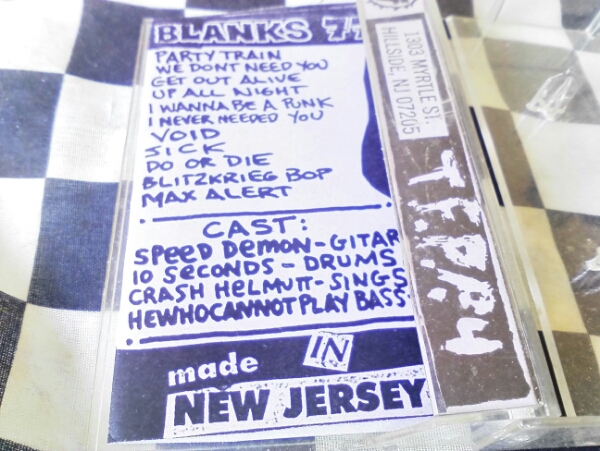 BLANKS 77
PARTY TRAIN
WE DONT NEED YOU
GET OUT ALIVE
UP ALL NIGHT
I WANNA BE A PUNK
I NEVER NEEDED YOU
VOID
SICK
DO OR DIE
BLITZKRIEG BOP
MAX ALERT
CAST:
SPEED DEMON-GITAR
10 SECONDS - DRUMS
CRASH HELMUTT-SINGS
HEWHOCANNOTPLAY BASS
made IN
NEW JERSEY
1303 MYRTLE ST.
HILLSIDE, NJ 07205